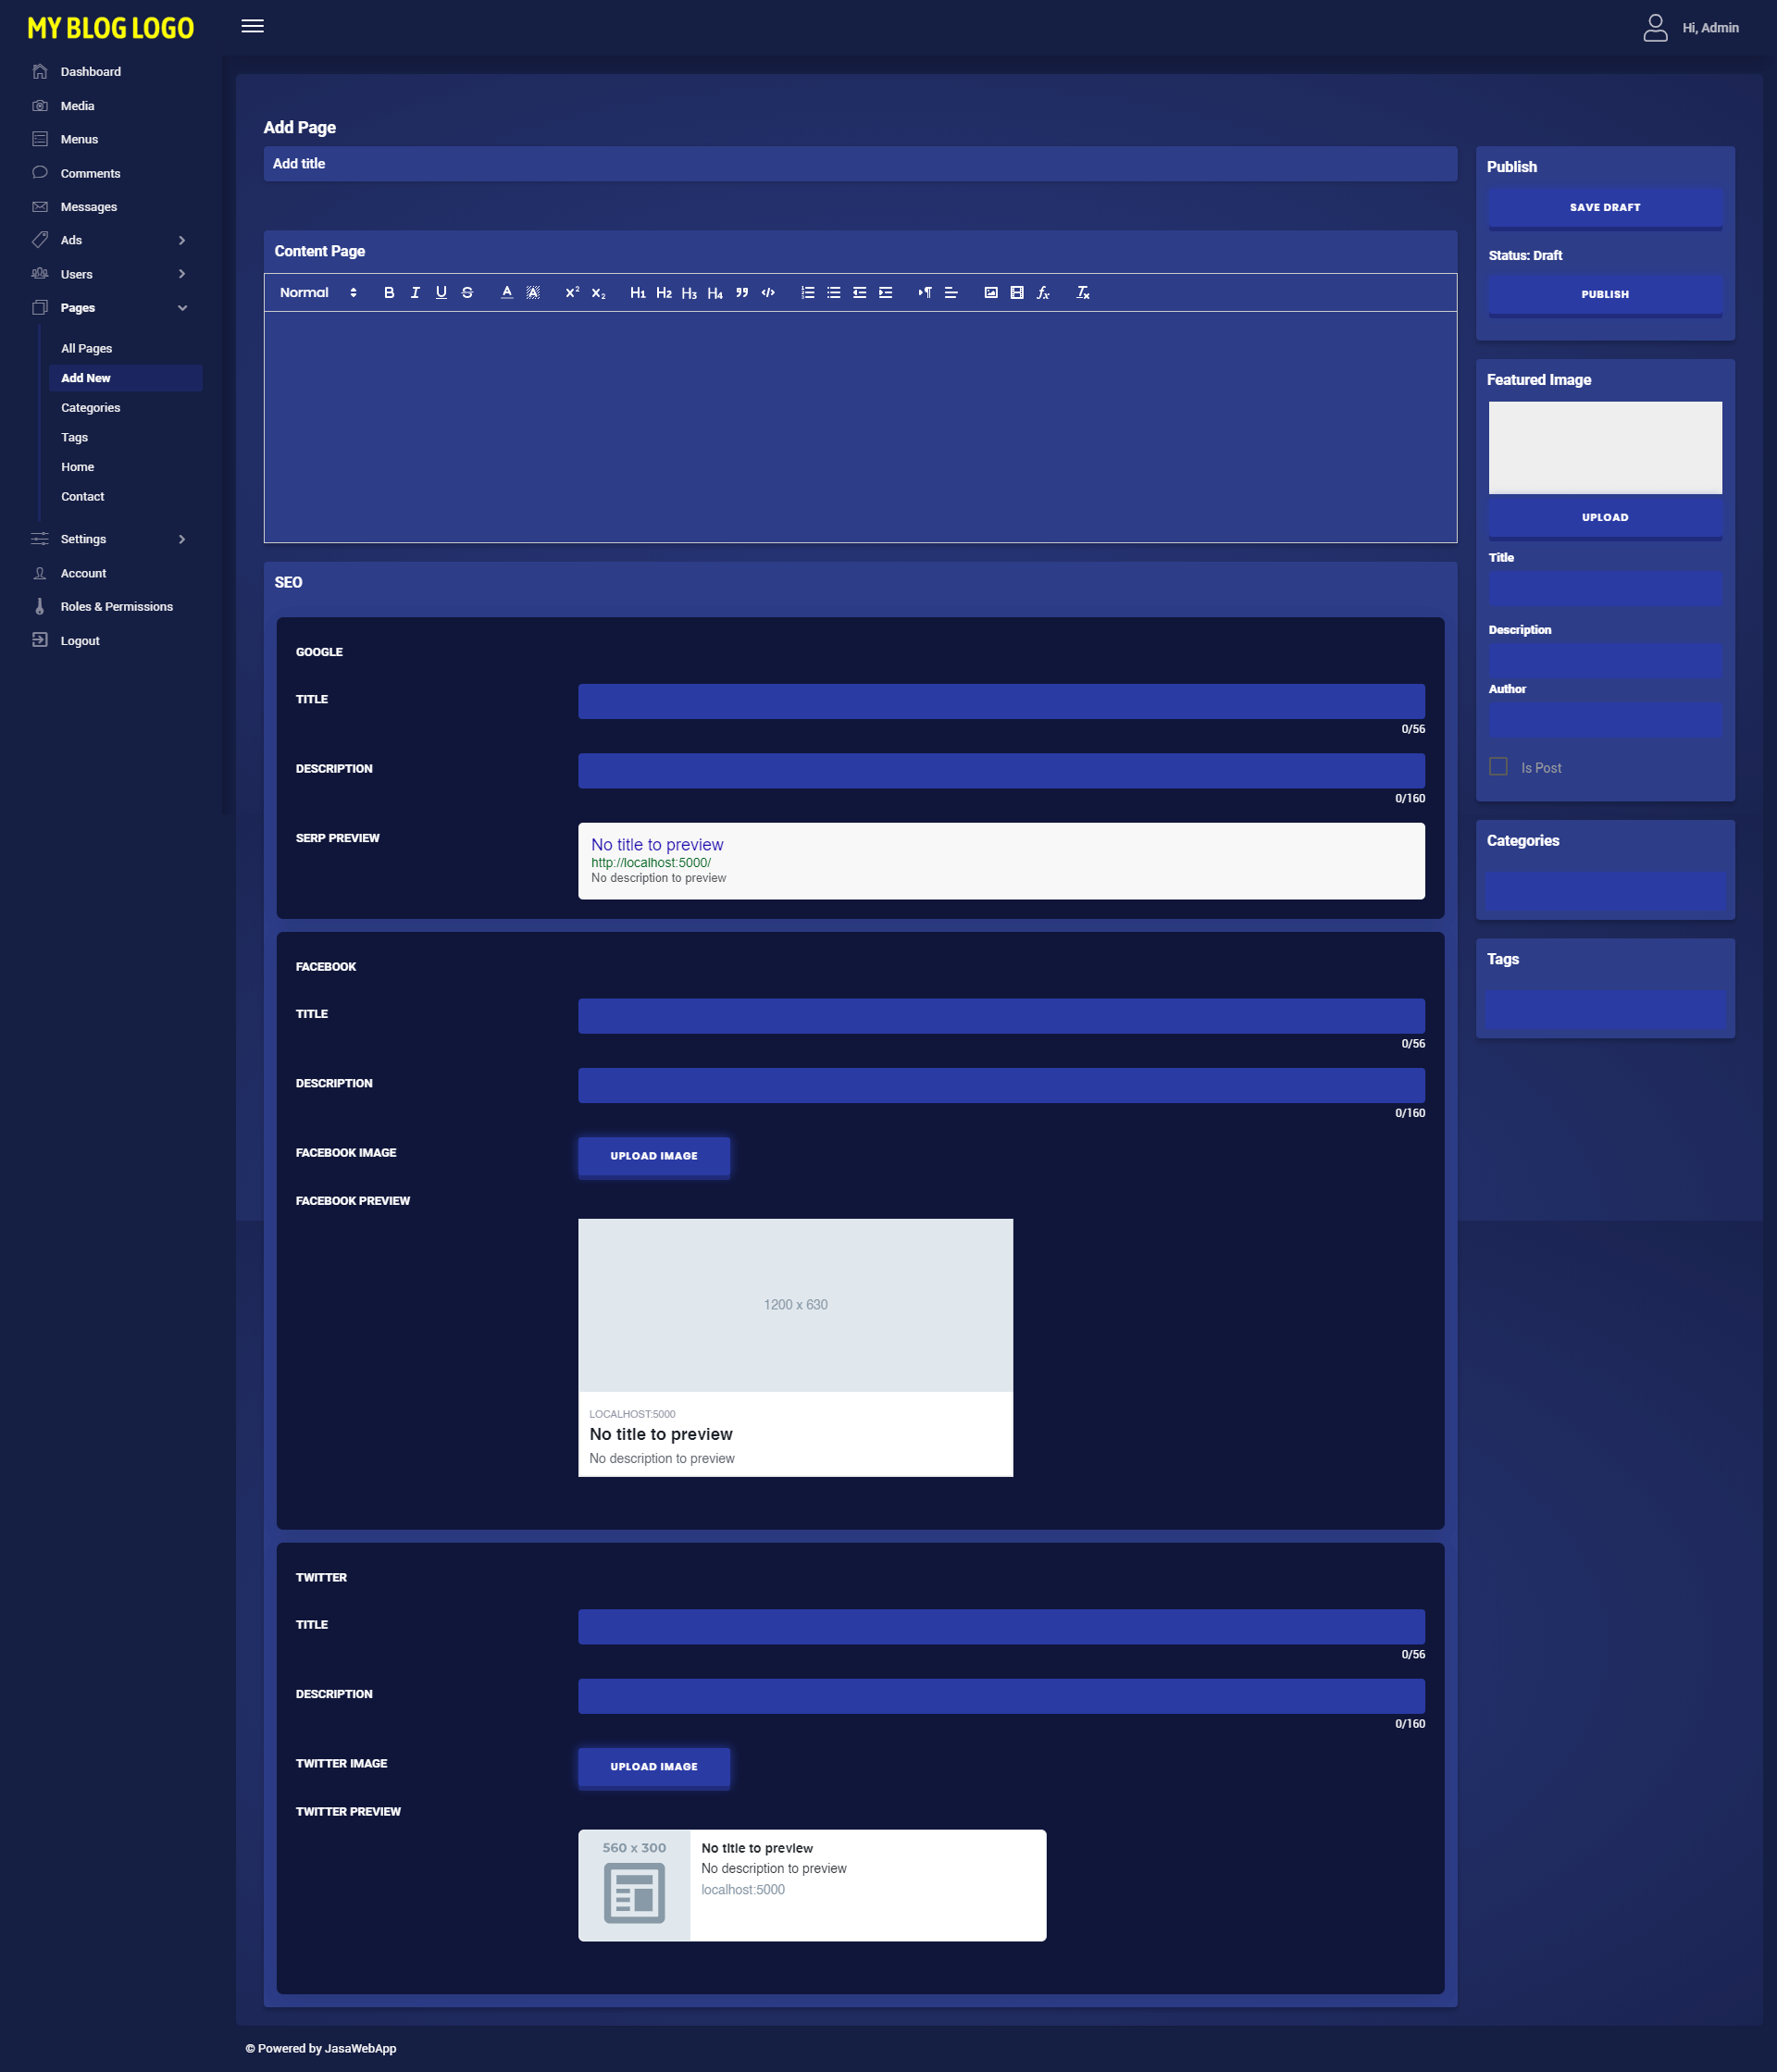 MY BLOG LOGO
Hi, Admin
Dashboard
Media
Menus
Comments
Messages
Ads
Users
Pages
All Pages
Add New
Categories
Tags
Home
Contact
Settings
Account
Roles & Permissions
Logout
Add Page
Add title
Content Page
Normal
B I U S A A X² X₂ H1 H2 H3 H4
SEO
GOOGLE
TITLE
0/56
DESCRIPTION
0/160
SERP PREVIEW
No title to preview
http://localhost:5000/
No description to preview
FACEBOOK
TITLE
0/56
DESCRIPTION
0/160
FACEBOOK IMAGE
UPLOAD IMAGE
FACEBOOK PREVIEW
1200 x 630
LOCALHOST:5000
No title to preview
No description to preview
TWITTER
TITLE
0/56
DESCRIPTION
0/160
TWITTER IMAGE
UPLOAD IMAGE
TWITTER PREVIEW
560 x 300
No title to preview
No description to preview
localhost:5000
Publish
SAVE DRAFT
Status: Draft
PUBLISH
Featured Image
UPLOAD
Title
Description
Author
Is Post
Categories
Tags
© Powered by JasaWebApp